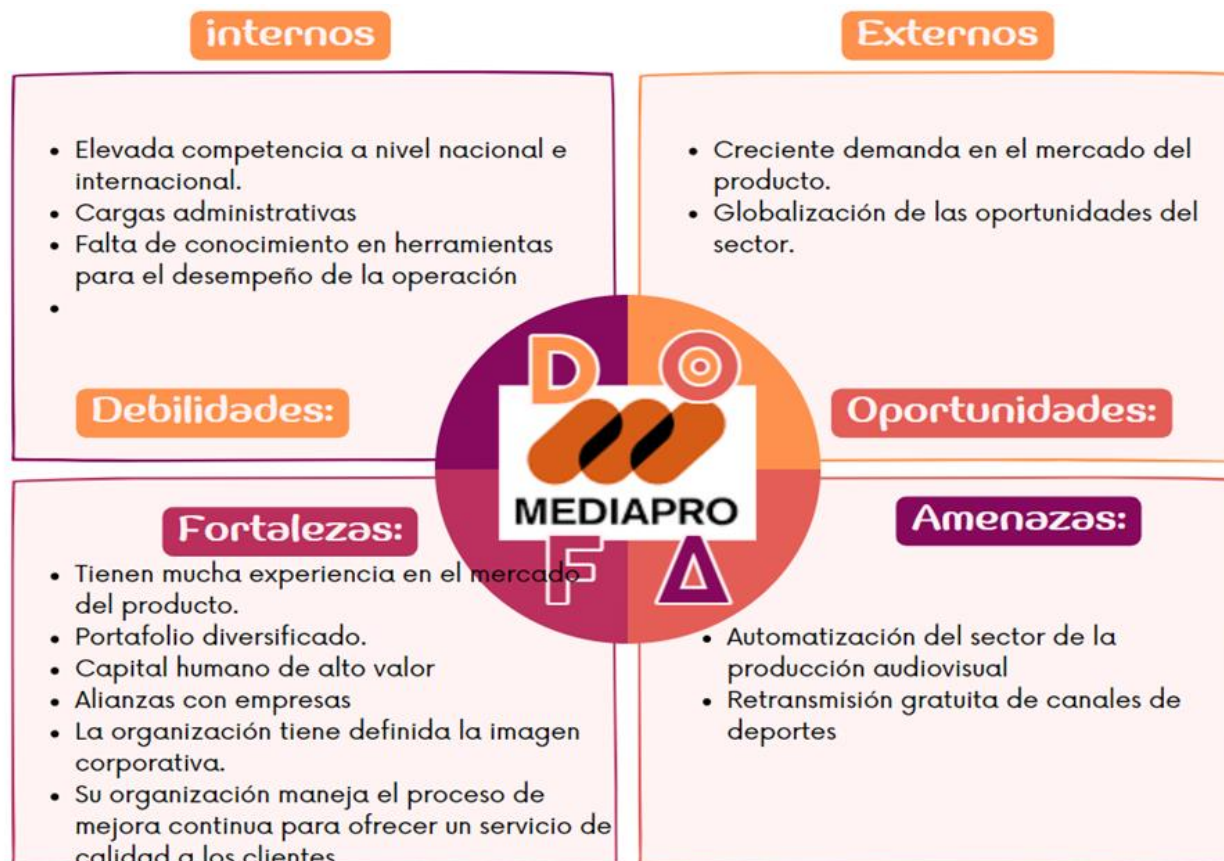 internos
Externos
• Elevada competencia a nivel nacional e
internacional.
• Cargas administrativas
• Falta de conocimiento en herramientas
para el desempeño de la operación
•
Debilidades:
• Creciente demanda en el mercado del
producto.
• Globalización de las oportunidades del
sector.
Oportunidades:
D O
MEDIAPRO
F A
Fortalezas:
• Tienen mucha experiencia en el mercado
del producto.
• Portafolio diversificado.
• Capital humano de alto valor
• Alianzas con empresas
• La organización tiene definida la imagen
corporativa.
• Su organización maneja el proceso de
mejora continua para ofrecer un servicio de
calidad a los clientes
Amenazas:
• Automatización del sector de la
producción audiovisual
• Retransmisión gratuita de canales de
deportes